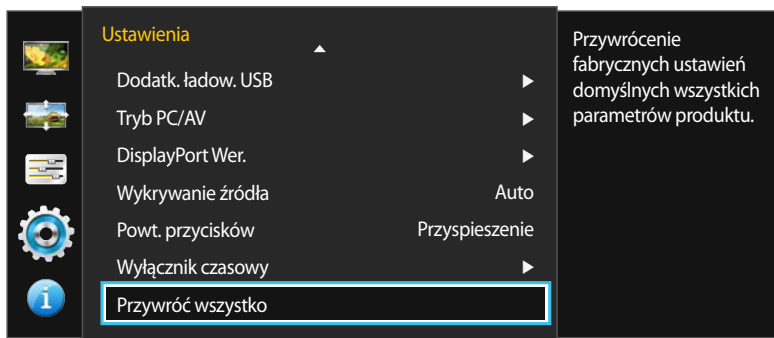 Ustawienia
Dodatk. ładow. USB
Tryb PC/AV
DisplayPort Wer.
Wykrywanie źródła Auto
Powt. przycisków Przyspieszenie
Wyłącznik czasowy
Przywróć wszystko
Przywrócenie
fabrycznych ustawień
domyślnych wszystkich
parametrów produktu.